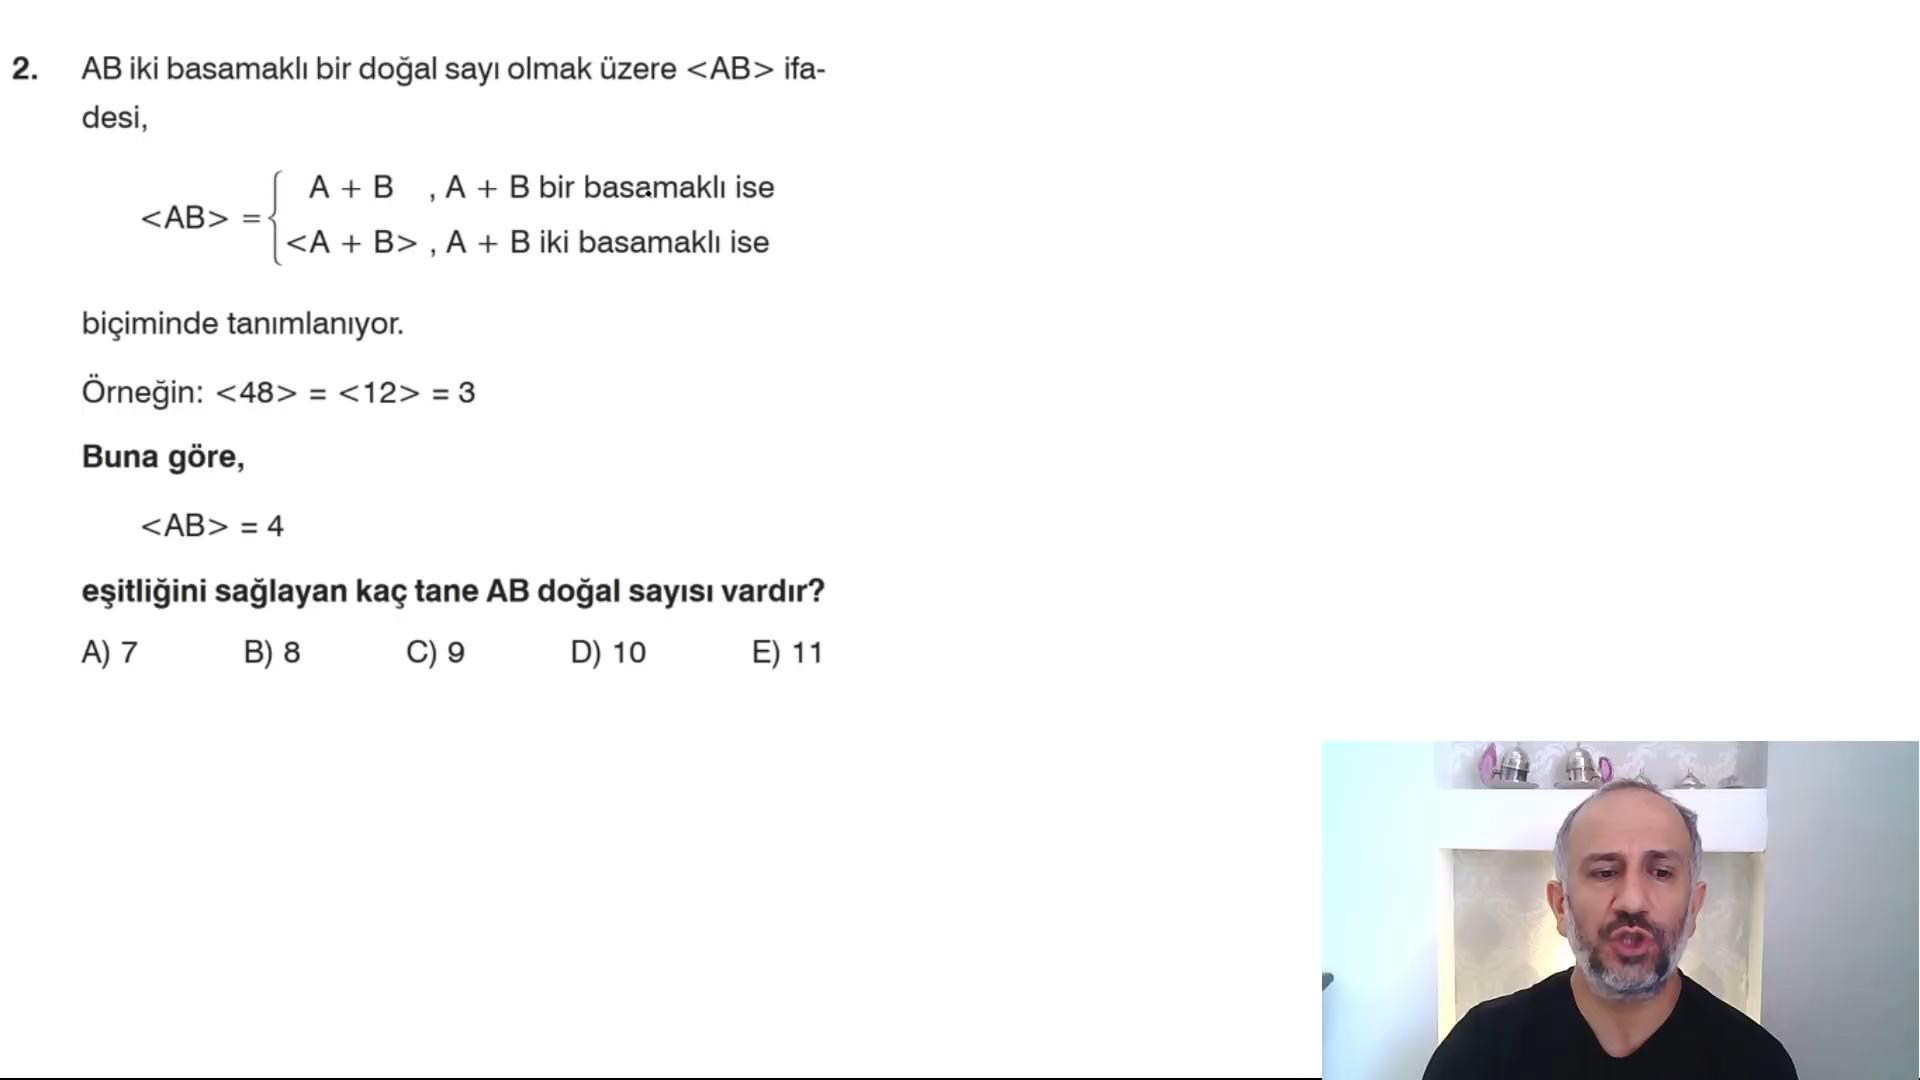 2. AB iki basamaklı bir doğal sayı olmak üzere <AB> ifa-
desi,
<AB> = { A + B , A + B bir basamaklı ise
<A + B> , A + B iki basamaklı ise
biçiminde tanımlanıyor.
Örneğin: <48> = <12> = 3
Buna göre,
<AB> = 4
eşitliğini sağlayan kaç tane AB doğal sayısı vardır?
A) 7 B) 8 C) 9 D) 10 E) 11